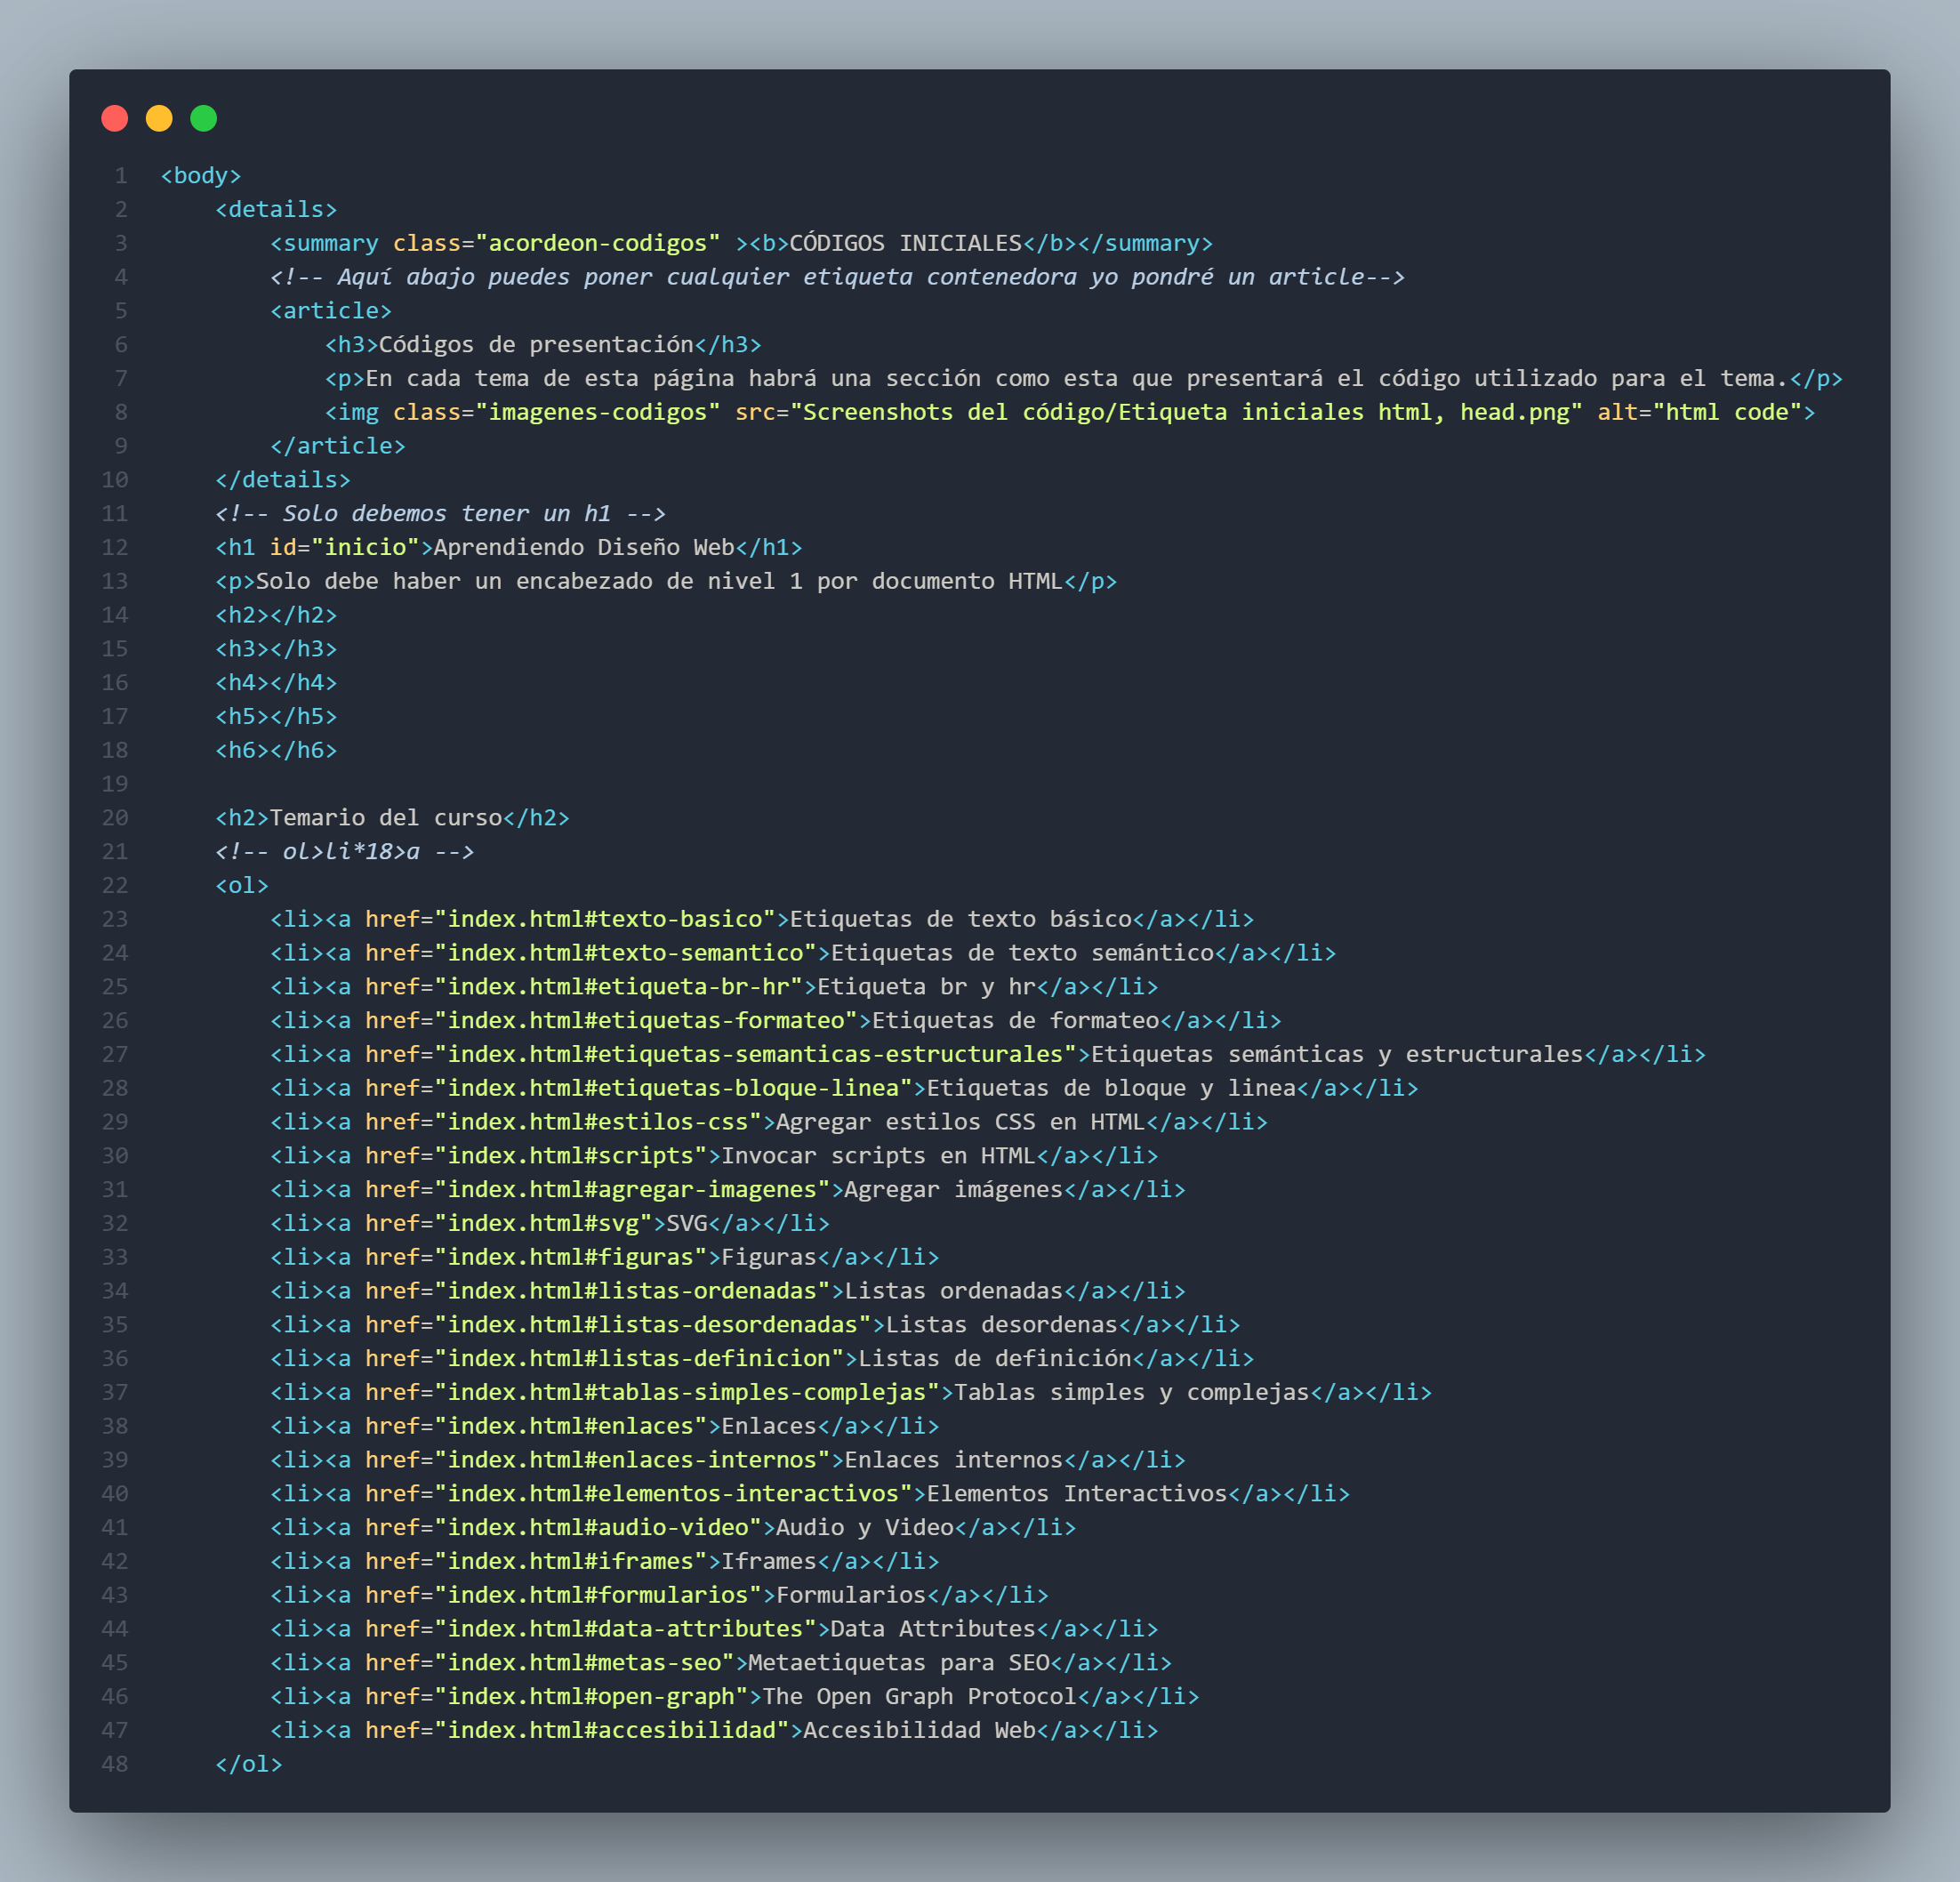 1 <body>
2     <details>
3         <summary class="acordeon-codigos" ><b>CÓDIGOS INICIALES</b></summary>
4         <!-- Aquí abajo puedes poner cualquier etiqueta contenedora yo pondré un article-->
5         <article>
6             <h3>Códigos de presentación</h3>
7             <p>En cada tema de esta página habrá una sección como esta que presentará el código utilizado para el tema.</p>
8             <img class="imagenes-codigos" src="Screenshots del código/Etiqueta iniciales html, head.png" alt="html code">
9         </article>
10     </details>
11     <!-- Solo debemos tener un h1 -->
12     <h1 id="inicio">Aprendiendo Diseño Web</h1>
13     <p>Solo debe haber un encabezado de nivel 1 por documento HTML</p>
14     <h2></h2>
15     <h3></h3>
16     <h4></h4>
17     <h5></h5>
18     <h6></h6>
19
20     <h2>Temario del curso</h2>
21     <!-- ol>li*18>a -->
22     <ol>
23         <li><a href="index.html#texto-basico">Etiquetas de texto básico</a></li>
24         <li><a href="index.html#texto-semantico">Etiquetas de texto semántico</a></li>
25         <li><a href="index.html#etiqueta-br-hr">Etiqueta br y hr</a></li>
26         <li><a href="index.html#etiquetas-formateo">Etiquetas de formateo</a></li>
27         <li><a href="index.html#etiquetas-semanticas-estructurales">Etiquetas semánticas y estructurales</a></li>
28         <li><a href="index.html#etiquetas-bloque-linea">Etiquetas de bloque y linea</a></li>
29         <li><a href="index.html#estilos-css">Agregar estilos CSS en HTML</a></li>
30         <li><a href="index.html#scripts">Invocar scripts en HTML</a></li>
31         <li><a href="index.html#agregar-imagenes">Agregar imágenes</a></li>
32         <li><a href="index.html#svg">SVG</a></li>
33         <li><a href="index.html#figuras">Figuras</a></li>
34         <li><a href="index.html#listas-ordenadas">Listas ordenadas</a></li>
35         <li><a href="index.html#listas-desordenadas">Listas desordenas</a></li>
36         <li><a href="index.html#listas-definicion">Listas de definición</a></li>
37         <li><a href="index.html#tablas-simples-complejas">Tablas simples y complejas</a></li>
38         <li><a href="index.html#enlaces">Enlaces</a></li>
39         <li><a href="index.html#enlaces-internos">Enlaces internos</a></li>
40         <li><a href="index.html#elementos-interactivos">Elementos Interactivos</a></li>
41         <li><a href="index.html#audio-video">Audio y Video</a></li>
42         <li><a href="index.html#iframes">Iframes</a></li>
43         <li><a href="index.html#formularios">Formularios</a></li>
44         <li><a href="index.html#data-attributes">Data Attributes</a></li>
45         <li><a href="index.html#metas-seo">Metaetiquetas para SEO</a></li>
46         <li><a href="index.html#open-graph">The Open Graph Protocol</a></li>
47         <li><a href="index.html#accesibilidad">Accesibilidad Web</a></li>
48     </ol>